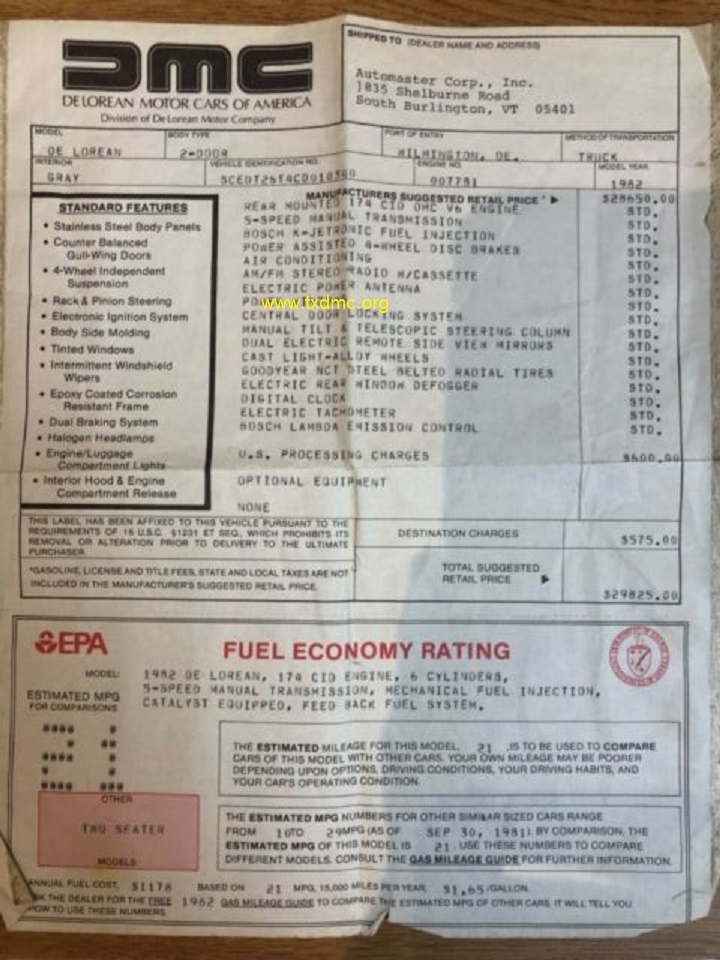 DMC
DE LOREAN MOTOR CARS OF AMERICA
Division of De Lorean Motor Company
SHIPPED TO (DEALER NAME AND ADDRESS)
Automaster Corp., Inc.
1835 Shelburne Road
South Burlington, VT 05401
MODEL BODY TYPE PORT OF ENTRY METHOD OF TRANSPORTATION
DE LOREAN 2-DOOR WILMINGTON, DE. TRUCK
INTERIOR VEHICLE IDENTIFICATION NO. ENGINE NO. MODEL YEAR
GRAY 007781 1982
MANUFACTURERS SUGGESTED RETAIL PRICE * $28650.00
STANDARD FEATURES
• Stainless Steel Body Panels
• Counter Balanced
Gull-Wing Doors
• 4-Wheel Independent
Suspension
• Rack & Pinion Steering
• Electronic Ignition System
• Body Side Molding
• Tinted Windows
• Intermittent Windshield
Wipers
• Epoxy Coated Corrosion
Resistant Frame
• Dual Braking System
• Halogen Headlamps
• Engine/Luggage
Compartment Lights
• Interior Hood & Engine
Compartment Release
REAR MOUNTED 174 CID OHC V6 ENGINE STD.
5-SPEED MANUAL TRANSMISSION STD.
BOSCH K-JETRONIC FUEL INJECTION STD.
POWER ASSISTED 4-WHEEL DISC BRAKES STD.
AIR CONDITIONING STD.
AM/FM STEREO RADIO W/CASSETTE STD.
ELECTRIC POWER ANTENNA STD.
www.txdmc.org STD.
CENTRAL DOOR LOCKING SYSTEM STD.
MANUAL TILT & TELESCOPIC STEERING COLUMN STD.
DUAL ELECTRIC REMOTE SIDE VIEW MIRRORS STD.
CAST LIGHT-ALLOY WHEELS STD.
GOODYEAR NCT STEEL BELTED RADIAL TIRES STD.
ELECTRIC REAR WINDOW DEFOGGER STD.
DIGITAL CLOCK STD.
ELECTRIC TACHOMETER STD.
BOSCH LAMBDA EMISSION CONTROL STD.
U.S. PROCESSING CHARGES $600.00
OPTIONAL EQUIPMENT
NONE
THIS LABEL HAS BEEN AFFIXED TO THIS VEHICLE PURSUANT TO THE
REQUIREMENTS OF 15 U.S.C. §1231 ET SEQ., WHICH PROHIBITS ITS
REMOVAL OR ALTERATION PRIOR TO DELIVERY TO THE ULTIMATE
PURCHASER.
DESTINATION CHARGES $575.00
*GASOLINE, LICENSE AND TITLE FEES, STATE AND LOCAL TAXES ARE NOT
INCLUDED IN THE MANUFACTURER'S SUGGESTED RETAIL PRICE.
TOTAL SUGGESTED
RETAIL PRICE $29825.00
EPA FUEL ECONOMY RATING
MODEL: 1982 DE LOREAN, 174 CID ENGINE, 6 CYLINDERS,
5-SPEED MANUAL TRANSMISSION, MECHANICAL FUEL INJECTION,
CATALYST EQUIPPED, FEED BACK FUEL SYSTEM.
ESTIMATED MPG
FOR COMPARISONS
21
THE ESTIMATED MILEAGE FOR THIS MODEL, 21 , IS TO BE USED TO COMPARE
CARS OF THIS MODEL WITH OTHER CARS. YOUR OWN MILEAGE MAY BE POORER
DEPENDING UPON OPTIONS, DRIVING CONDITIONS, YOUR DRIVING HABITS, AND
YOUR CAR'S OPERATING CONDITION.
OTHER
TWO SEATER
MODELS
THE ESTIMATED MPG NUMBERS FOR OTHER SIMILAR SIZED CARS RANGE
FROM 10 TO 29 MPG (AS OF SEP 30, 1981) BY COMPARISON, THE
ESTIMATED MPG OF THIS MODEL IS 21 . USE THESE NUMBERS TO COMPARE
DIFFERENT MODELS. CONSULT THE GAS MILEAGE GUIDE FOR FURTHER INFORMATION.
ANNUAL FUEL COST, $1178 BASED ON 21 MPG, 15,000 MILES PER YEAR, $1.65 /GALLON.
THE DEALER FOR THE FREE 1982 GAS MILEAGE GUIDE TO COMPARE THE ESTIMATED MPG OF OTHER CARS. IT WILL TELL YOU
HOW TO USE THESE NUMBERS.